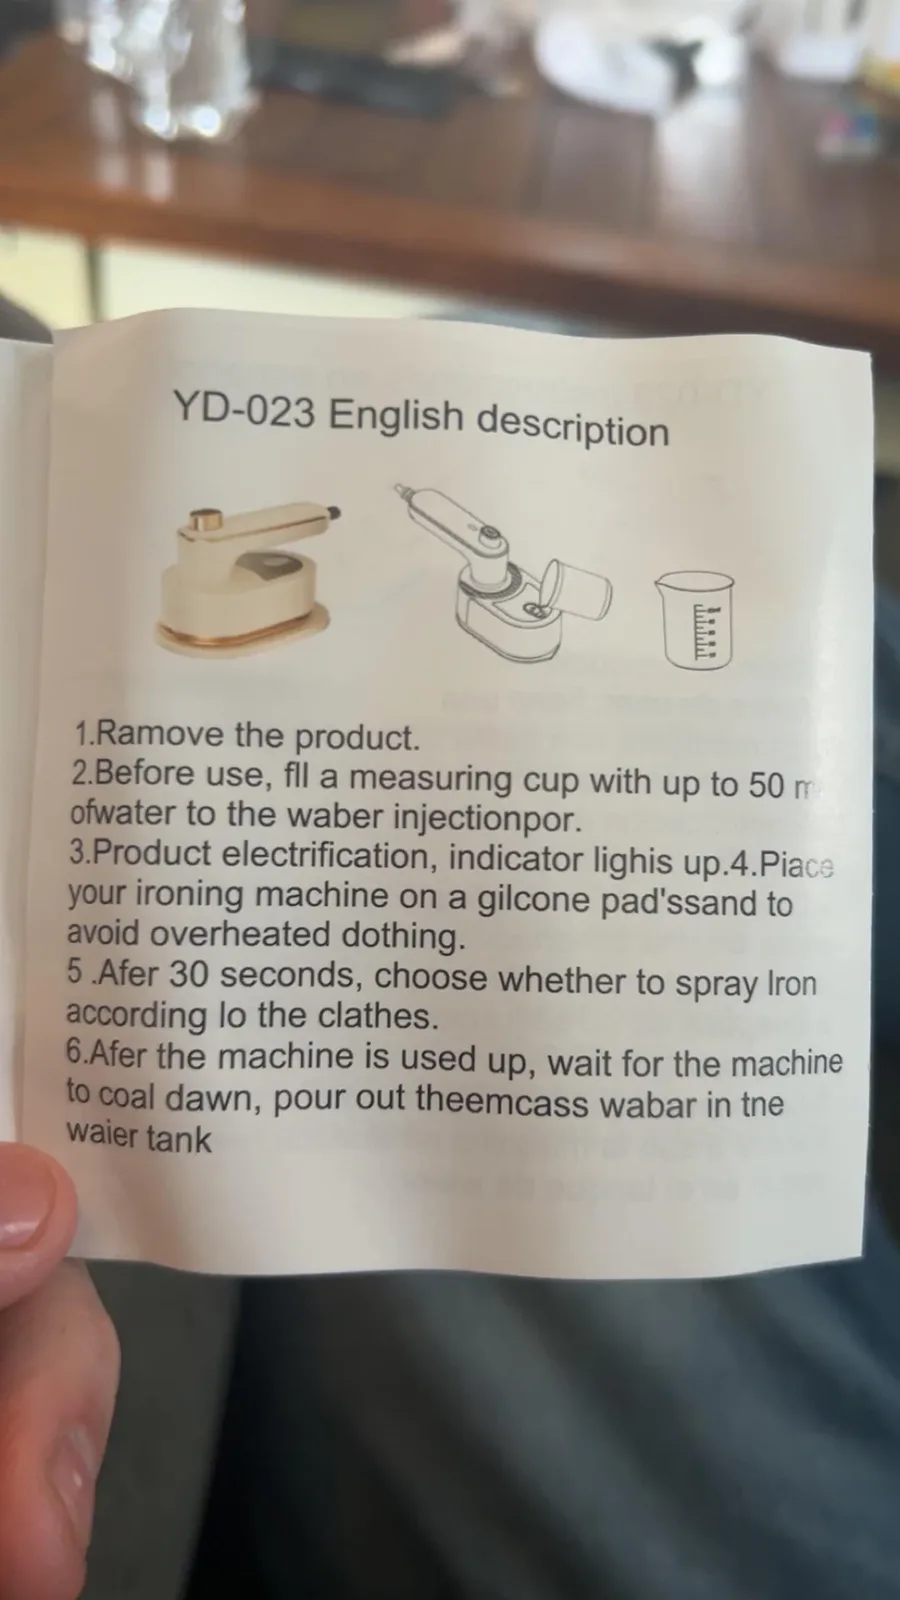 YD-023 English description
1.Ramove the product.
2.Before use, fll a measuring cup with up to 50 m
ofwater to the waber injectionpor.
3.Product electrification, indicator lighis up.4.Piace
your ironing machine on a gilcone pad'ssand to
avoid overheated dothing.
5 .Afer 30 seconds, choose whether to spray Iron
according lo the clathes.
6.Afer the machine is used up, wait for the machine
to coal dawn, pour out theemcass wabar in tne
waier tank